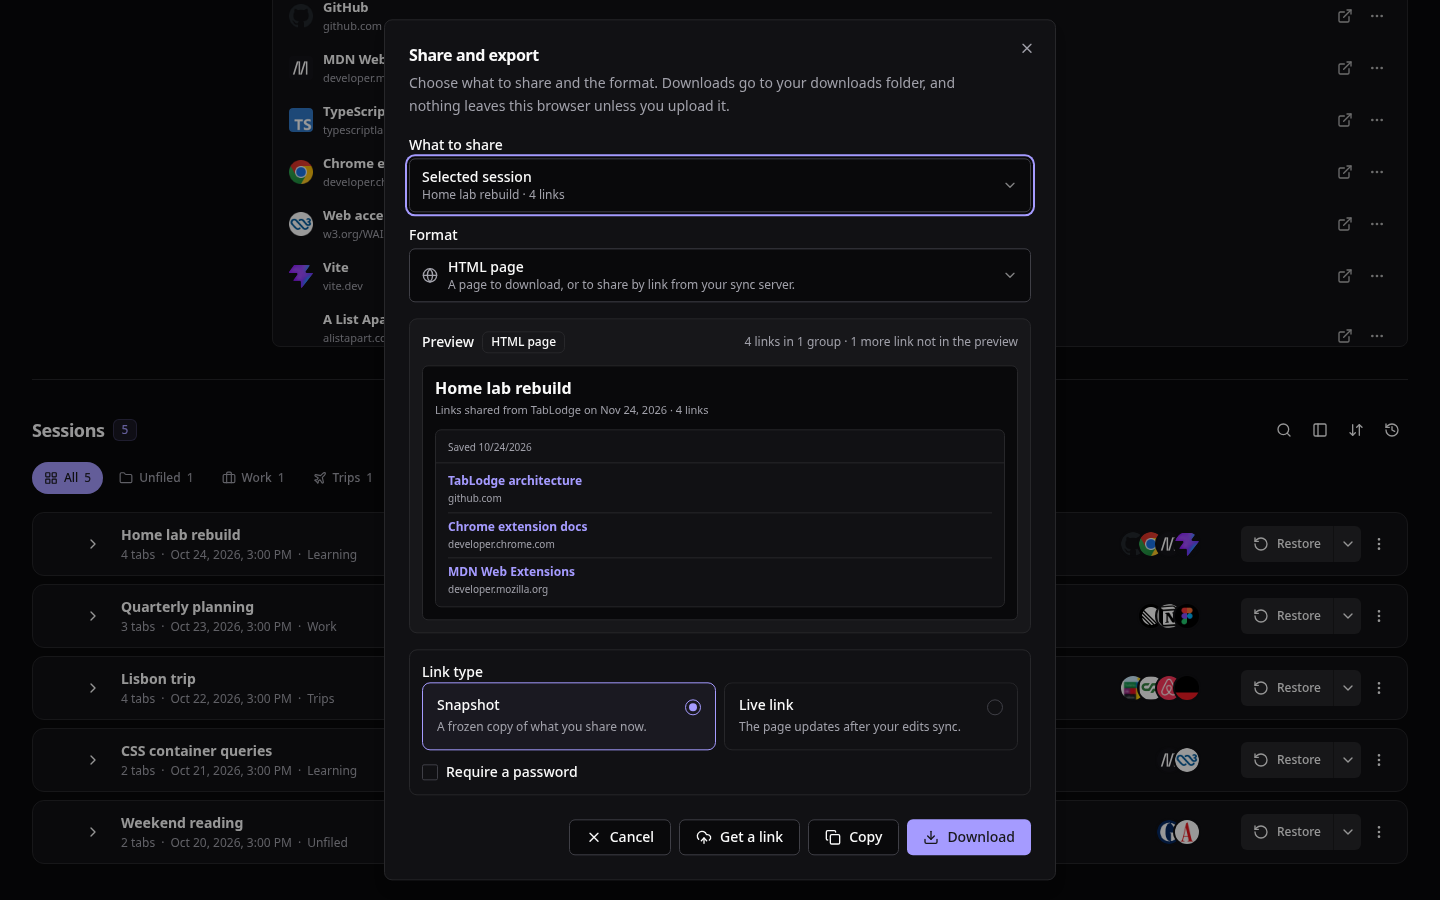 GitHub
github.com
MDN Web
developer.m
TypeScrip
typescriptla
Chrome e
developer.ch
Web acce
w3.org/WAI
Vite
vite.dev
A List Apa
alistapart.co
Sessions 5
All 5
Unfiled 1
Work 1
Trips 1
Home lab rebuild
4 tabs · Oct 24, 2026, 3:00 PM · Learning
Restore
Quarterly planning
3 tabs · Oct 23, 2026, 3:00 PM · Work
Restore
Lisbon trip
4 tabs · Oct 22, 2026, 3:00 PM · Trips
Restore
CSS container queries
2 tabs · Oct 21, 2026, 3:00 PM · Learning
Restore
Weekend reading
2 tabs · Oct 20, 2026, 3:00 PM · Unfiled
Restore
Share and export
Choose what to share and the format. Downloads go to your downloads folder, and
nothing leaves this browser unless you upload it.
What to share
Selected session
Home lab rebuild · 4 links
Format
HTML page
A page to download, or to share by link from your sync server.
Preview HTML page
4 links in 1 group · 1 more link not in the preview
Home lab rebuild
Links shared from TabLodge on Nov 24, 2026 · 4 links
Saved 10/24/2026
TabLodge architecture
github.com
Chrome extension docs
developer.chrome.com
MDN Web Extensions
developer.mozilla.org
Link type
Snapshot
A frozen copy of what you share now.
Live link
The page updates after your edits sync.
Require a password
Cancel
Get a link
Copy
Download